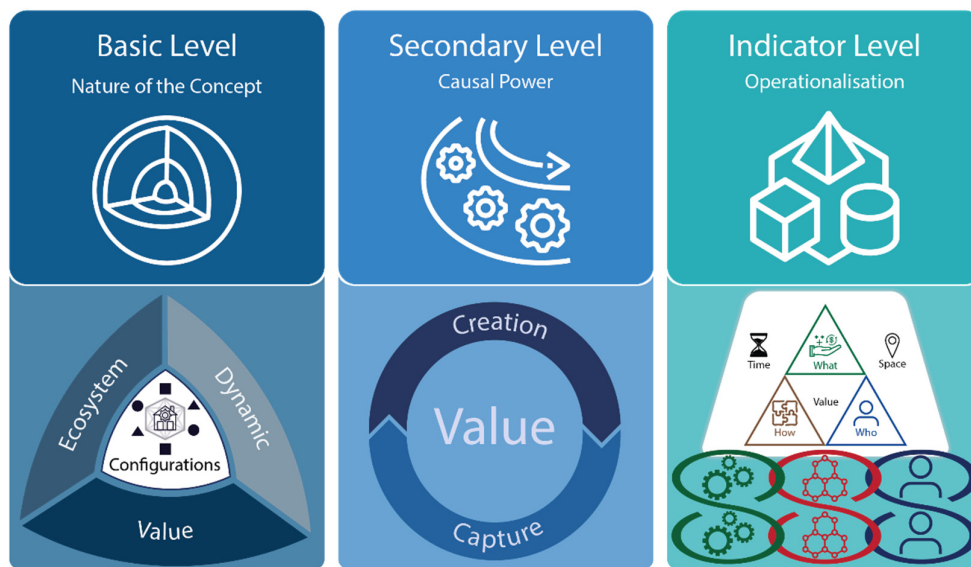 Basic Level
Nature of the Concept
Ecosystem
Dynamic
Configurations
Value
Secondary Level
Causal Power
Creation
Value
Capture
Indicator Level
Operationalisation
Time
What
Space
Value
How
Who